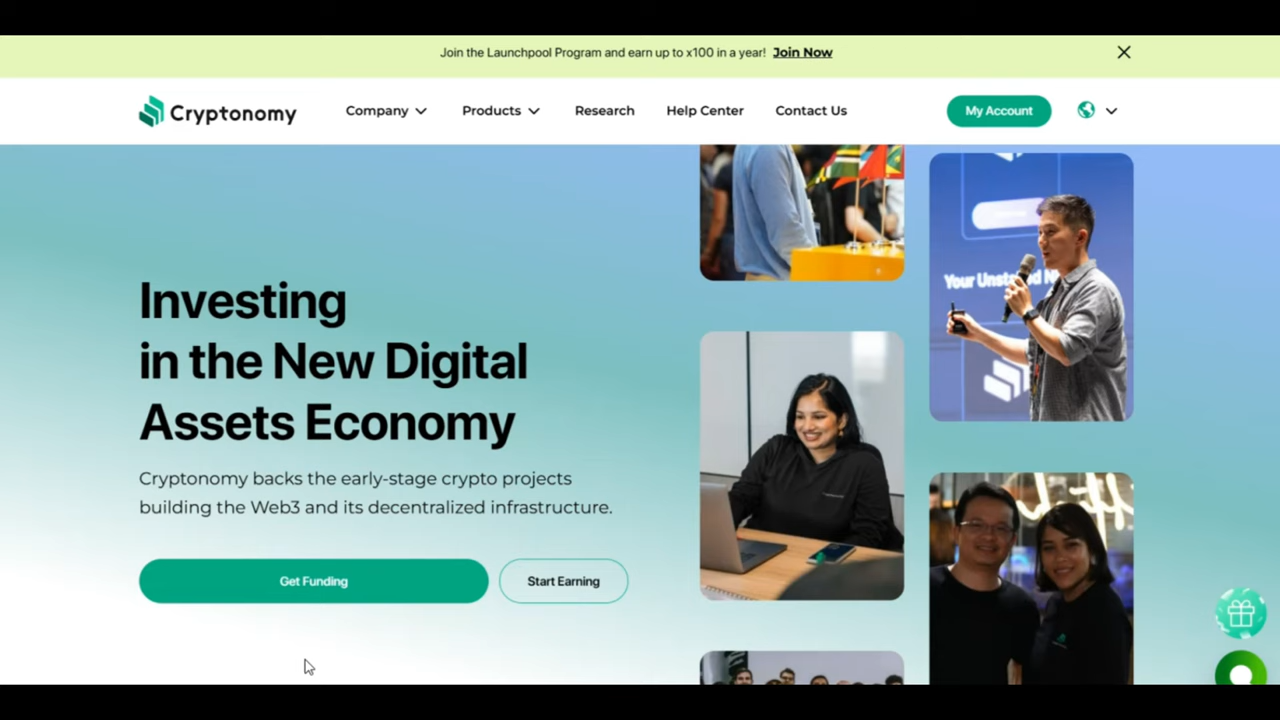 Join the Launchpool Program and earn up to x100 in a year! Join Now
Cryptonomy
Company
Products
Research
Help Center
Contact Us
My Account
Investing
in the New Digital
Assets Economy
Cryptonomy backs the early-stage crypto projects
building the Web3 and its decentralized infrastructure.
Get Funding
Start Earning
Your